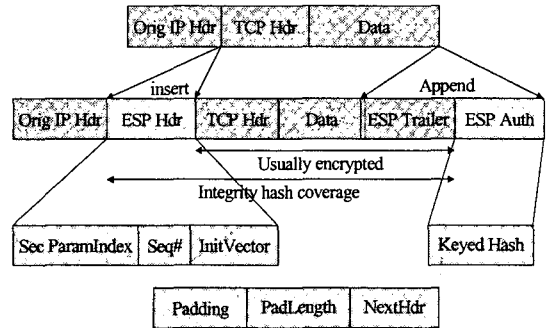 Orig IP Hdr TCP Hdr Data
insert Append
Orig IP Hdr ESP Hdr TCP Hdr Data ESP Trailer ESP Auth
Usually encrypted
Integrity hash coverage
Sec ParamIndex Seq# InitVector Keyed Hash
Padding PadLength NextHdr